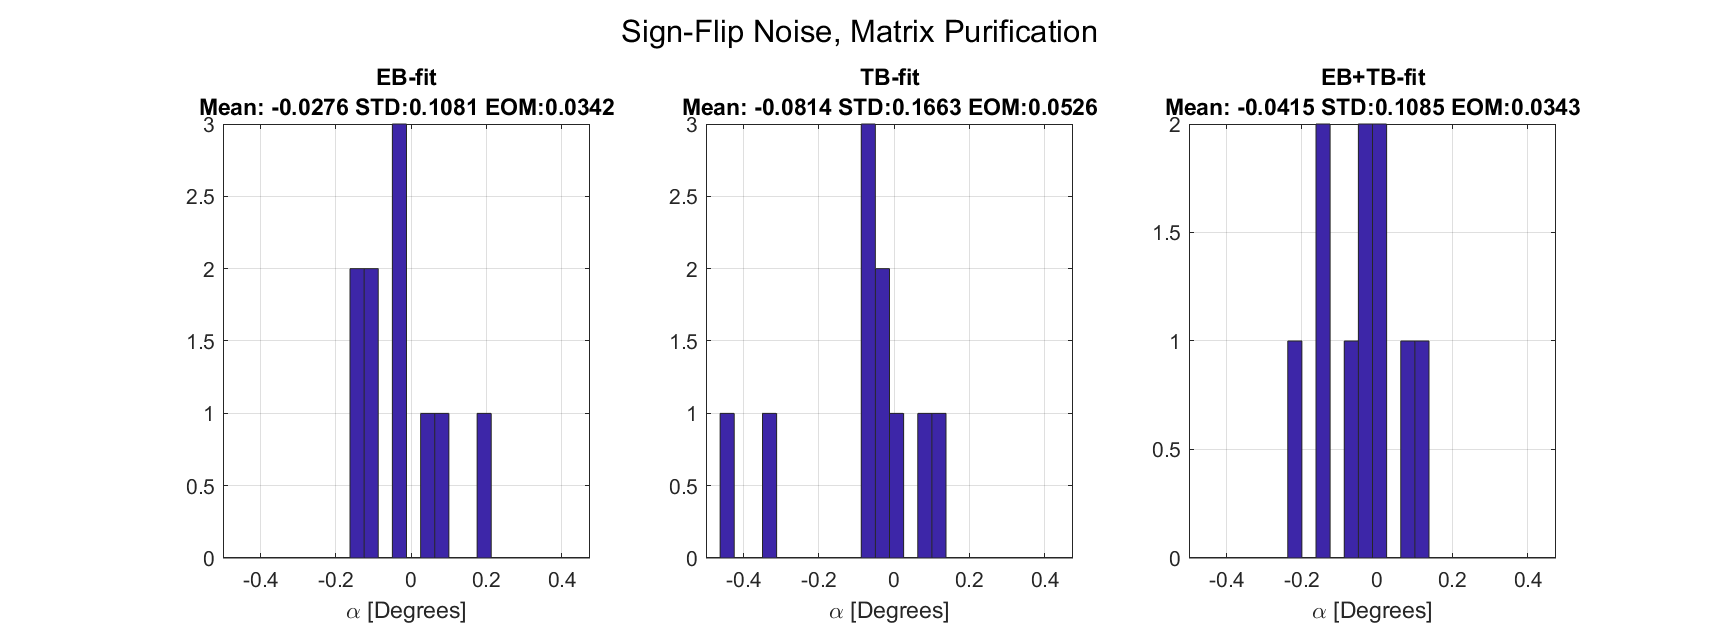 Sign-Flip Noise, Matrix Purification
EB-fit
Mean: -0.0276 STD:0.1081 EOM:0.0342
3
2.5
2
1.5
1
0.5
0
-0.4 -0.2 0 0.2 0.4
α [Degrees]
TB-fit
Mean: -0.0814 STD:0.1663 EOM:0.0526
3
2.5
2
1.5
1
0.5
0
-0.4 -0.2 0 0.2 0.4
α [Degrees]
EB+TB-fit
Mean: -0.0415 STD:0.1085 EOM:0.0343
2
1.5
1
0.5
0
-0.4 -0.2 0 0.2 0.4
α [Degrees]